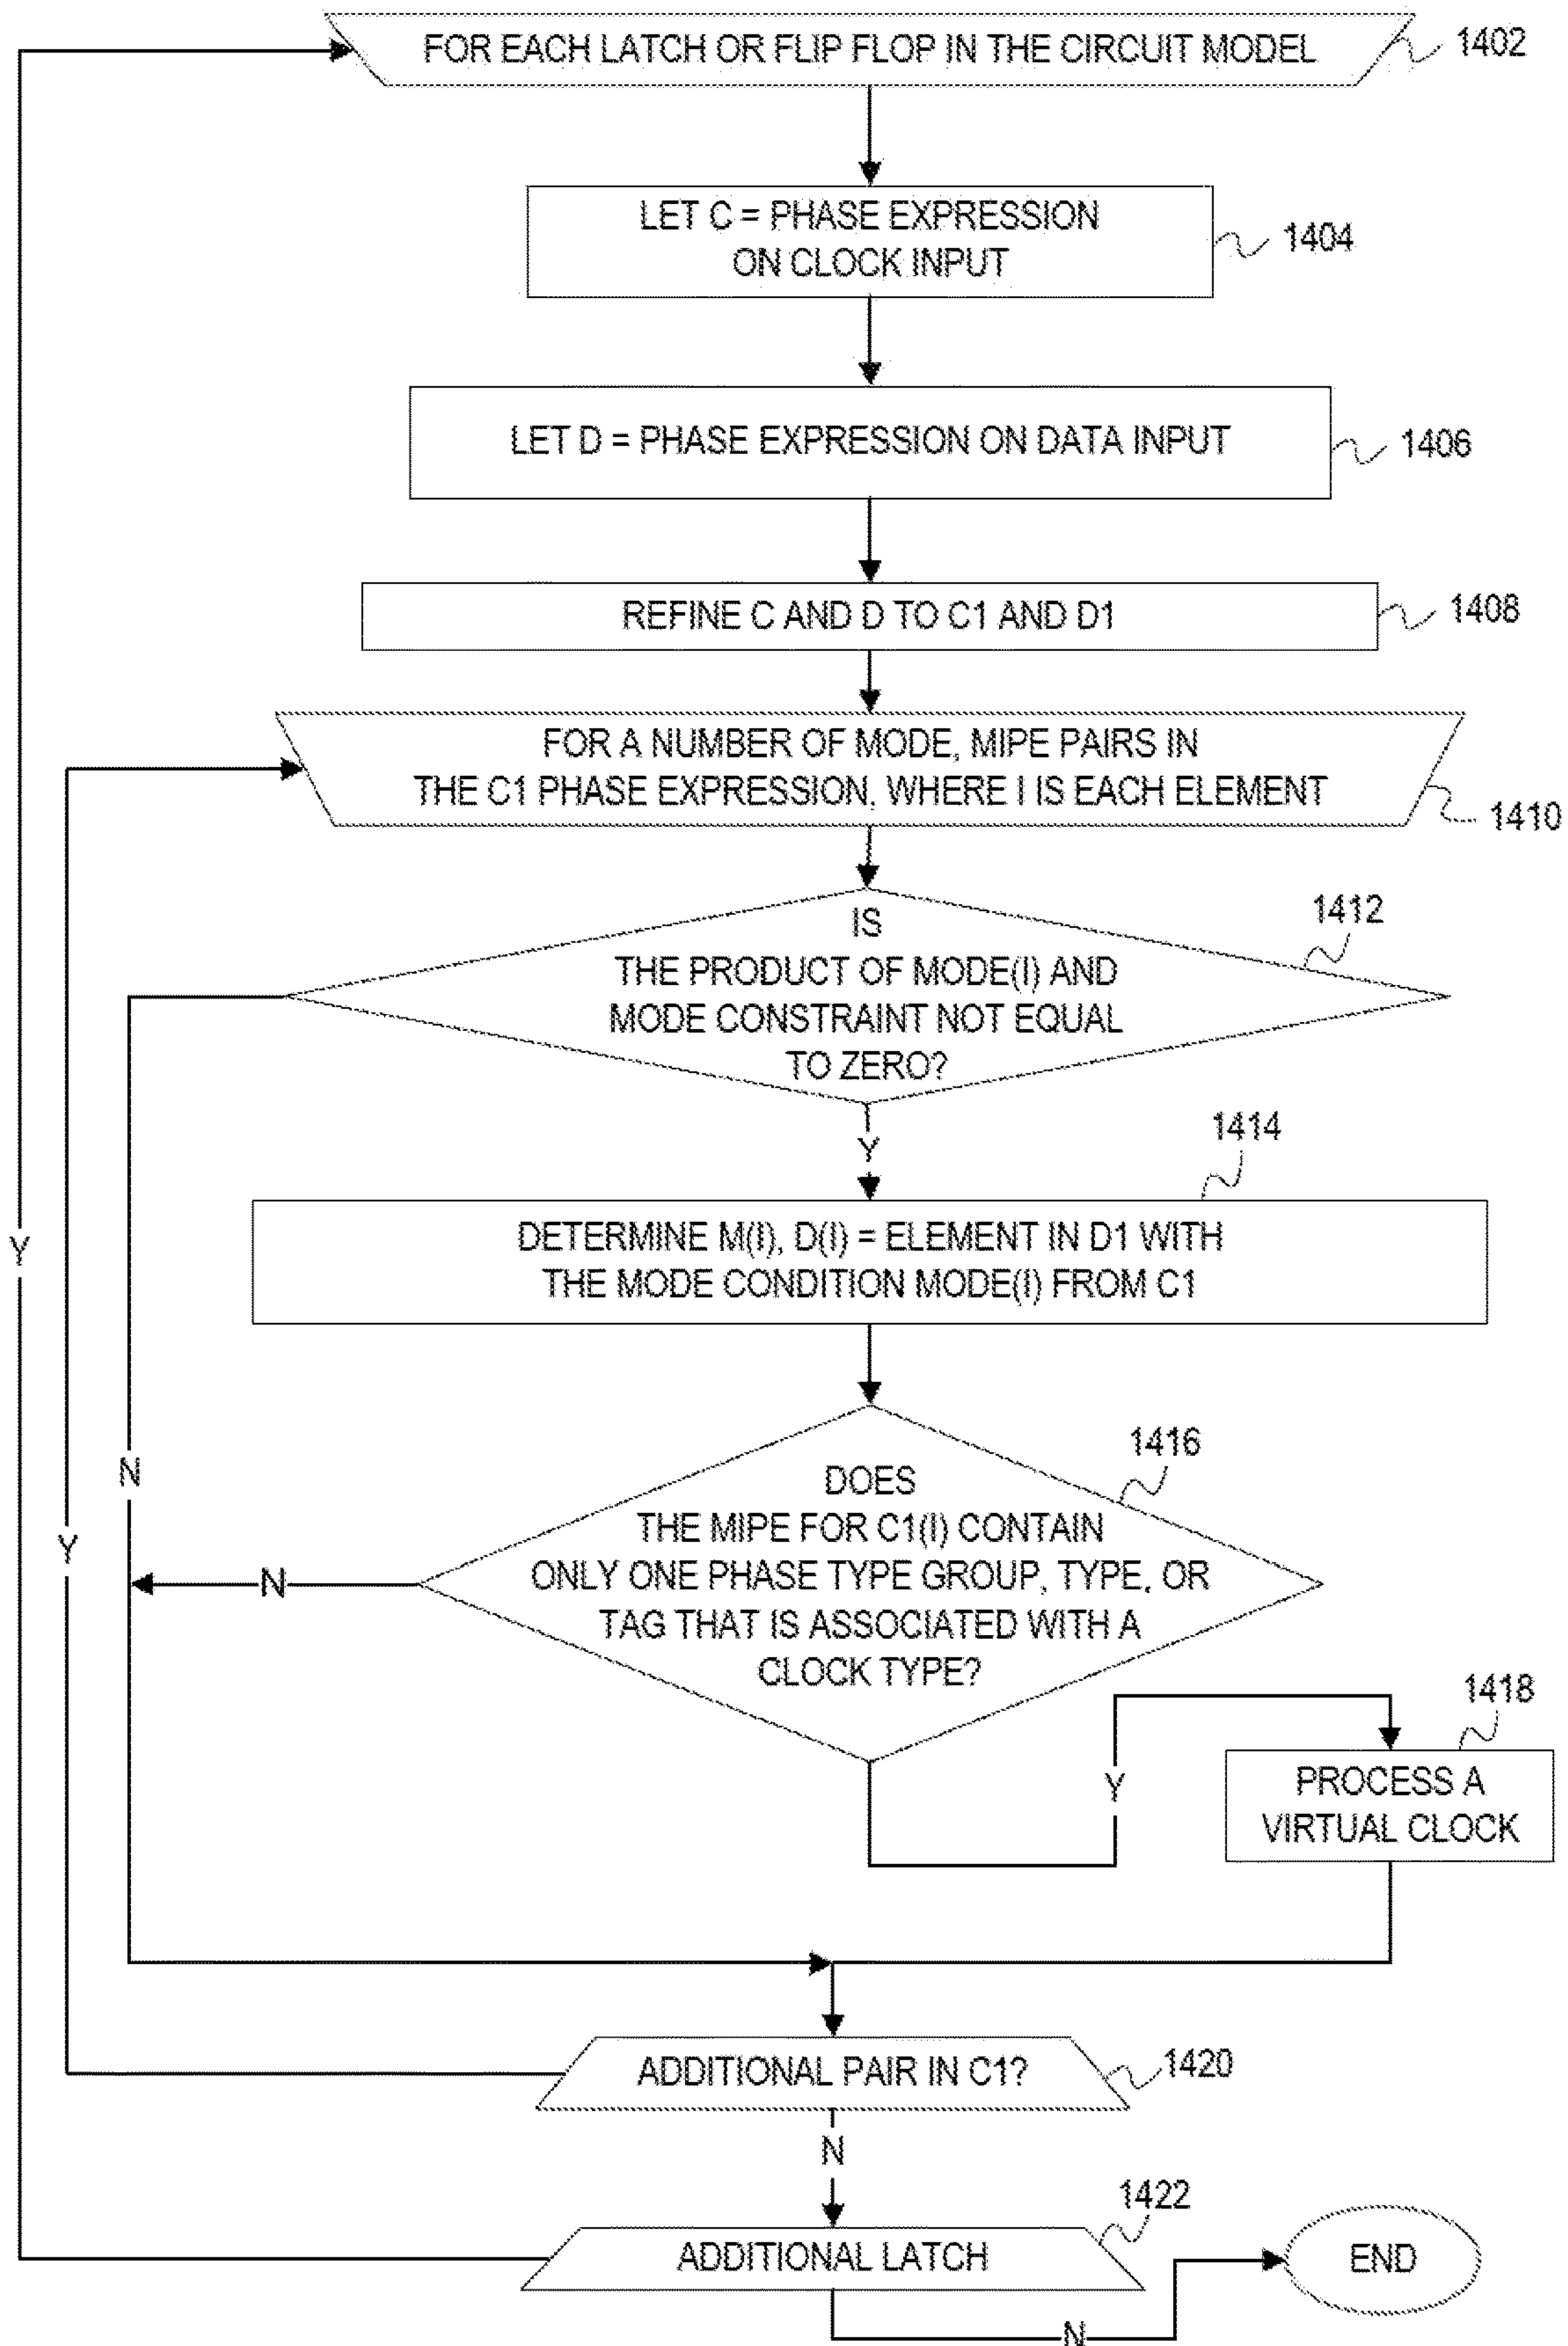 FOR EACH LATCH OR FLIP FLOP IN THE CIRCUIT MODEL
1402
LET C = PHASE EXPRESSION
ON CLOCK INPUT
1404
LET D = PHASE EXPRESSION ON DATA INPUT
1406
REFINE C AND D TO C1 AND D1
1408
FOR A NUMBER OF MODE, MIPE PAIRS IN
THE C1 PHASE EXPRESSION, WHERE I IS EACH ELEMENT
1410
IS
THE PRODUCT OF MODE(I) AND
MODE CONSTRAINT NOT EQUAL
TO ZERO?
1412
Y
1414
DETERMINE M(I), D(I) = ELEMENT IN D1 WITH
THE MODE CONDITION MODE(I) FROM C1
Y
N
1416
DOES
THE MIPE FOR C1(I) CONTAIN
ONLY ONE PHASE TYPE GROUP, TYPE, OR
TAG THAT IS ASSOCIATED WITH A
CLOCK TYPE?
Y
N
Y
1418
PROCESS A
VIRTUAL CLOCK
ADDITIONAL PAIR IN C1?
1420
N
1422
ADDITIONAL LATCH
END
N